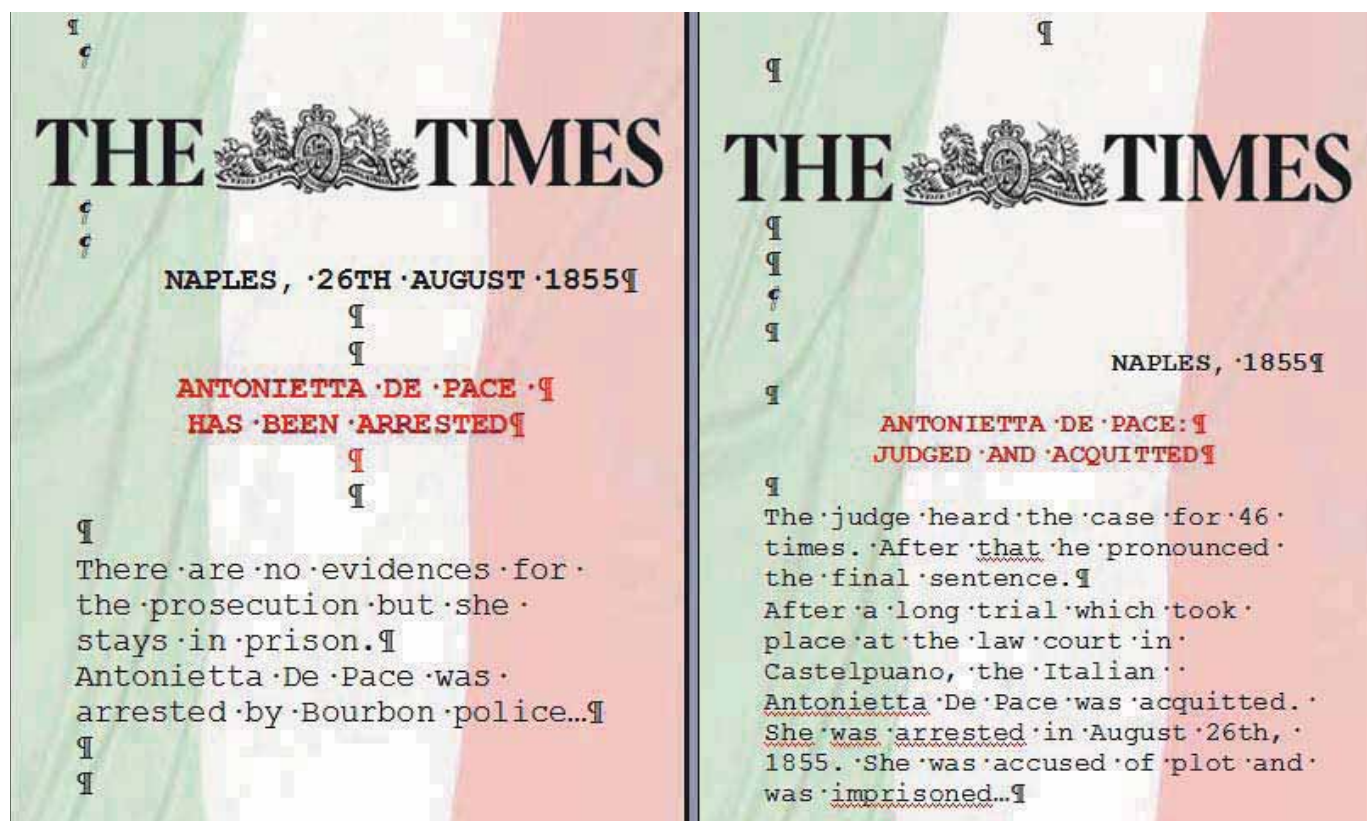 THE TIMES
NAPLES, 26TH AUGUST 1855
ANTONIETTA DE PACE
HAS BEEN ARRESTED
There are no evidences for
the prosecution but she
stays in prison.
Antonietta De Pace was
arrested by Bourbon police…
THE TIMES
NAPLES, 1855
ANTONIETTA DE PACE:
JUDGED AND ACQUITTED
The judge heard the case for 46
times. After that he pronounced
the final sentence.
After a long trial which took
place at the law court in
Castelpuano, the Italian
Antonietta De Pace was acquitted.
She was arrested in August 26th,
1855. She was accused of plot and
was imprisoned…